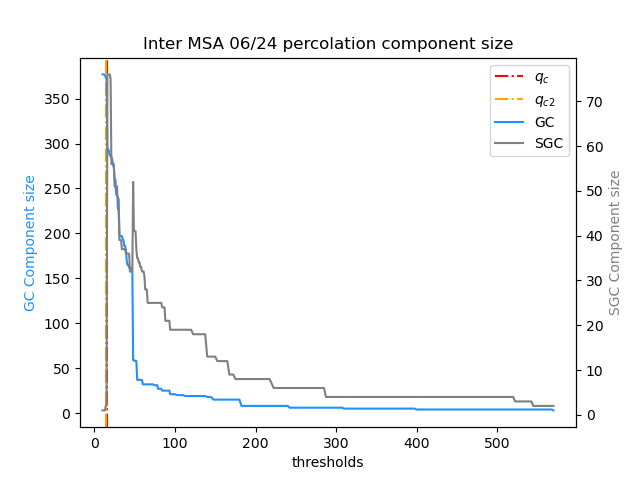 Inter MSA 06/24 percolation component size
q_c
q_c2
GC
SGC
GC Component size
350
300
250
200
150
100
50
0
SGC Component size
70
60
50
40
30
20
10
0
0 100 200 300 400 500
thresholds